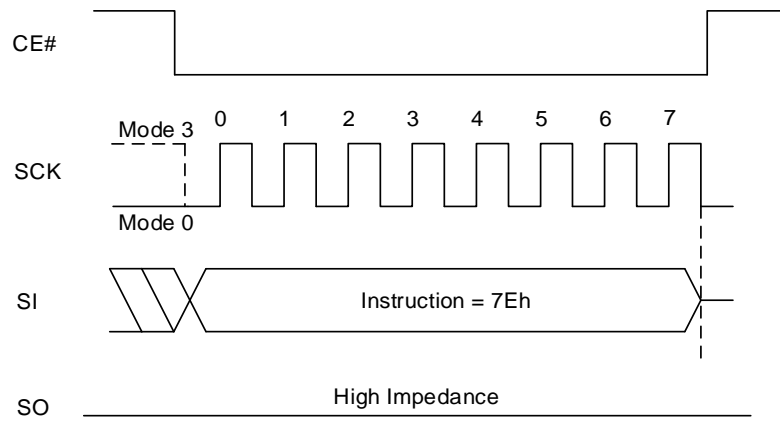 CE#
Mode 3
0 1 2 3 4 5 6 7
SCK
Mode 0
SI
Instruction = 7Eh
High Impedance
SO